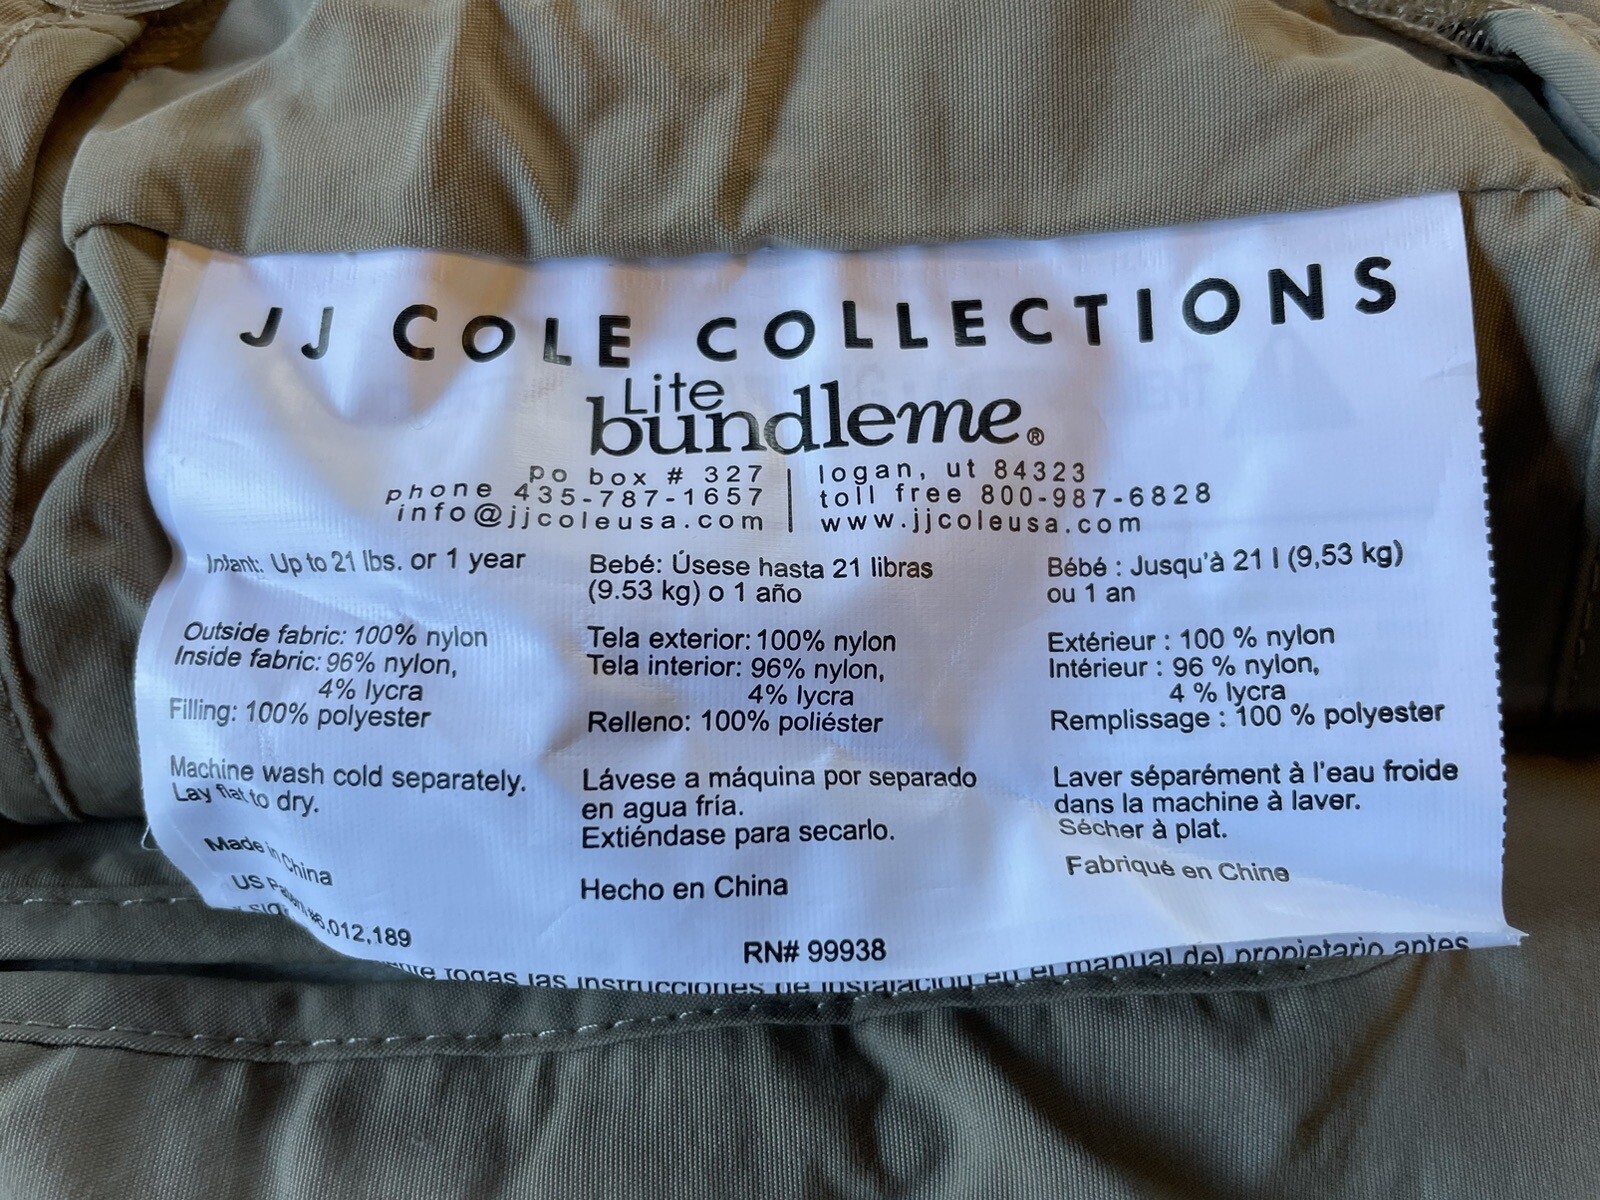 JJ COLE COLLECTIONS
Lite
bundleme®
po box # 327 | logan, ut 84323
phone 435-787-1657 | toll free 800-987-6828
info@jjcoleusa.com | www.jjcoleusa.com
Infant: Up to 21 lbs. or 1 year
Outside fabric: 100% nylon
Inside fabric: 96% nylon,
4% lycra
Filling: 100% polyester
Machine wash cold separately.
Lay flat to dry.
Made in China
US Patent #6,012,189
Bebé: Úsese hasta 21 libras
(9.53 kg) o 1 año
Tela exterior: 100% nylon
Tela interior: 96% nylon,
4% lycra
Relleno: 100% poliéster
Lávese a máquina por separado
en agua fría.
Extiéndase para secarlo.
Hecho en China
Bébé : Jusqu'à 21 l (9,53 kg)
ou 1 an
Extérieur : 100 % nylon
Intérieur : 96 % nylon,
4 % lycra
Remplissage : 100 % polyester
Laver séparément à l'eau froide
dans la machine à laver.
Sécher à plat.
Fabriqué en Chine
RN# 99938
todas las instrucciones de instalación en el manual del propietario antes